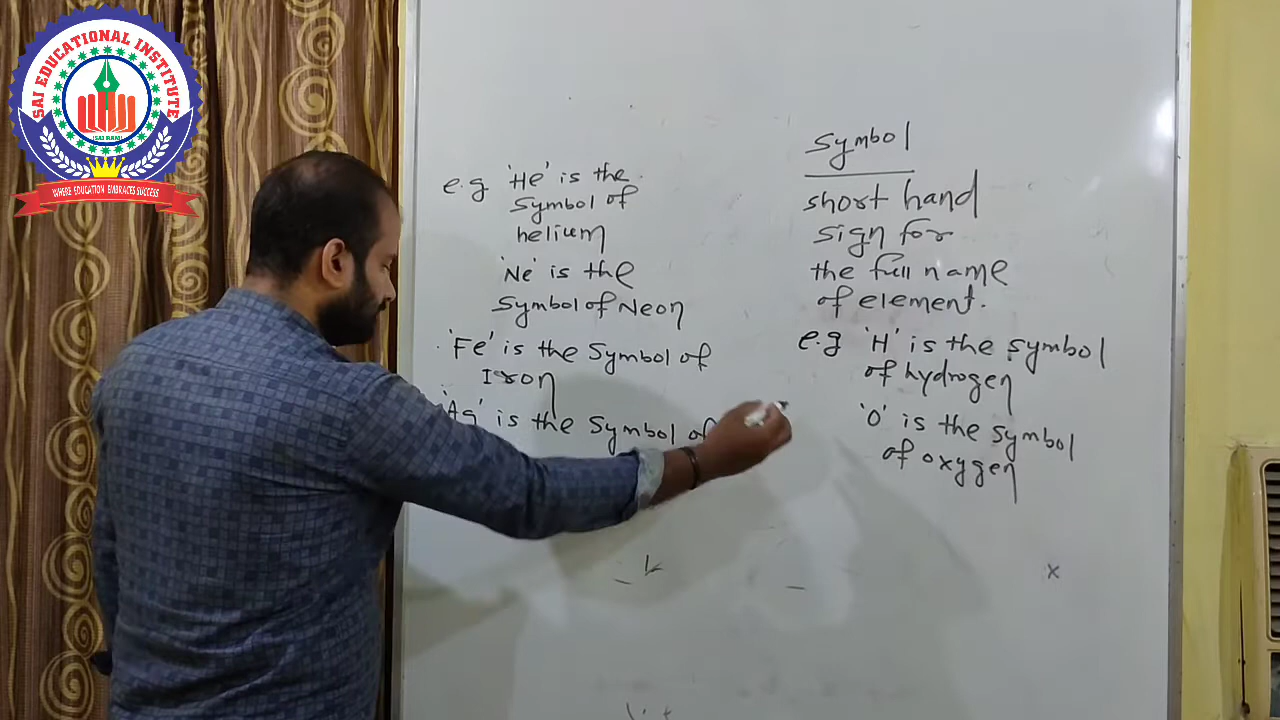 SAI EDUCATIONAL INSTITUTE
(SAI RAM)
WHERE EDUCATION EMBRACES SUCCESS
Symbol
short hand
sign for
the full name
of element.
e.g 'H' is the symbol
of hydrogen
'O' is the symbol
of oxygen
e.g 'He' is the
Symbol of
helium
'Ne' is the
Symbol of Neon
'Fe' is the Symbol of
Iron
'Ag' is the Symbol of
k
x